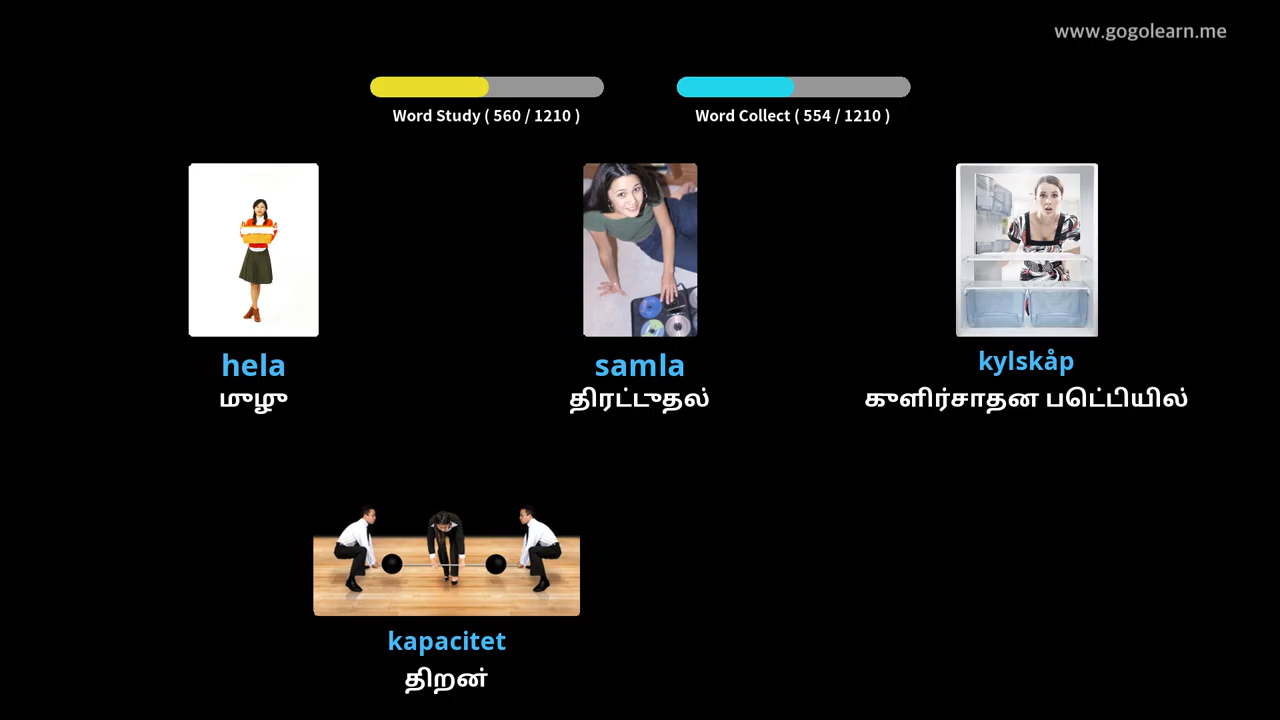 www.gogolearn.me
Word Study ( 560 / 1210 )
Word Collect ( 554 / 1210 )
hela
முழு
samla
திரட்டுதல்
kylskåp
குளிர்சாதன பெட்டியில்
kapacitet
திறன்